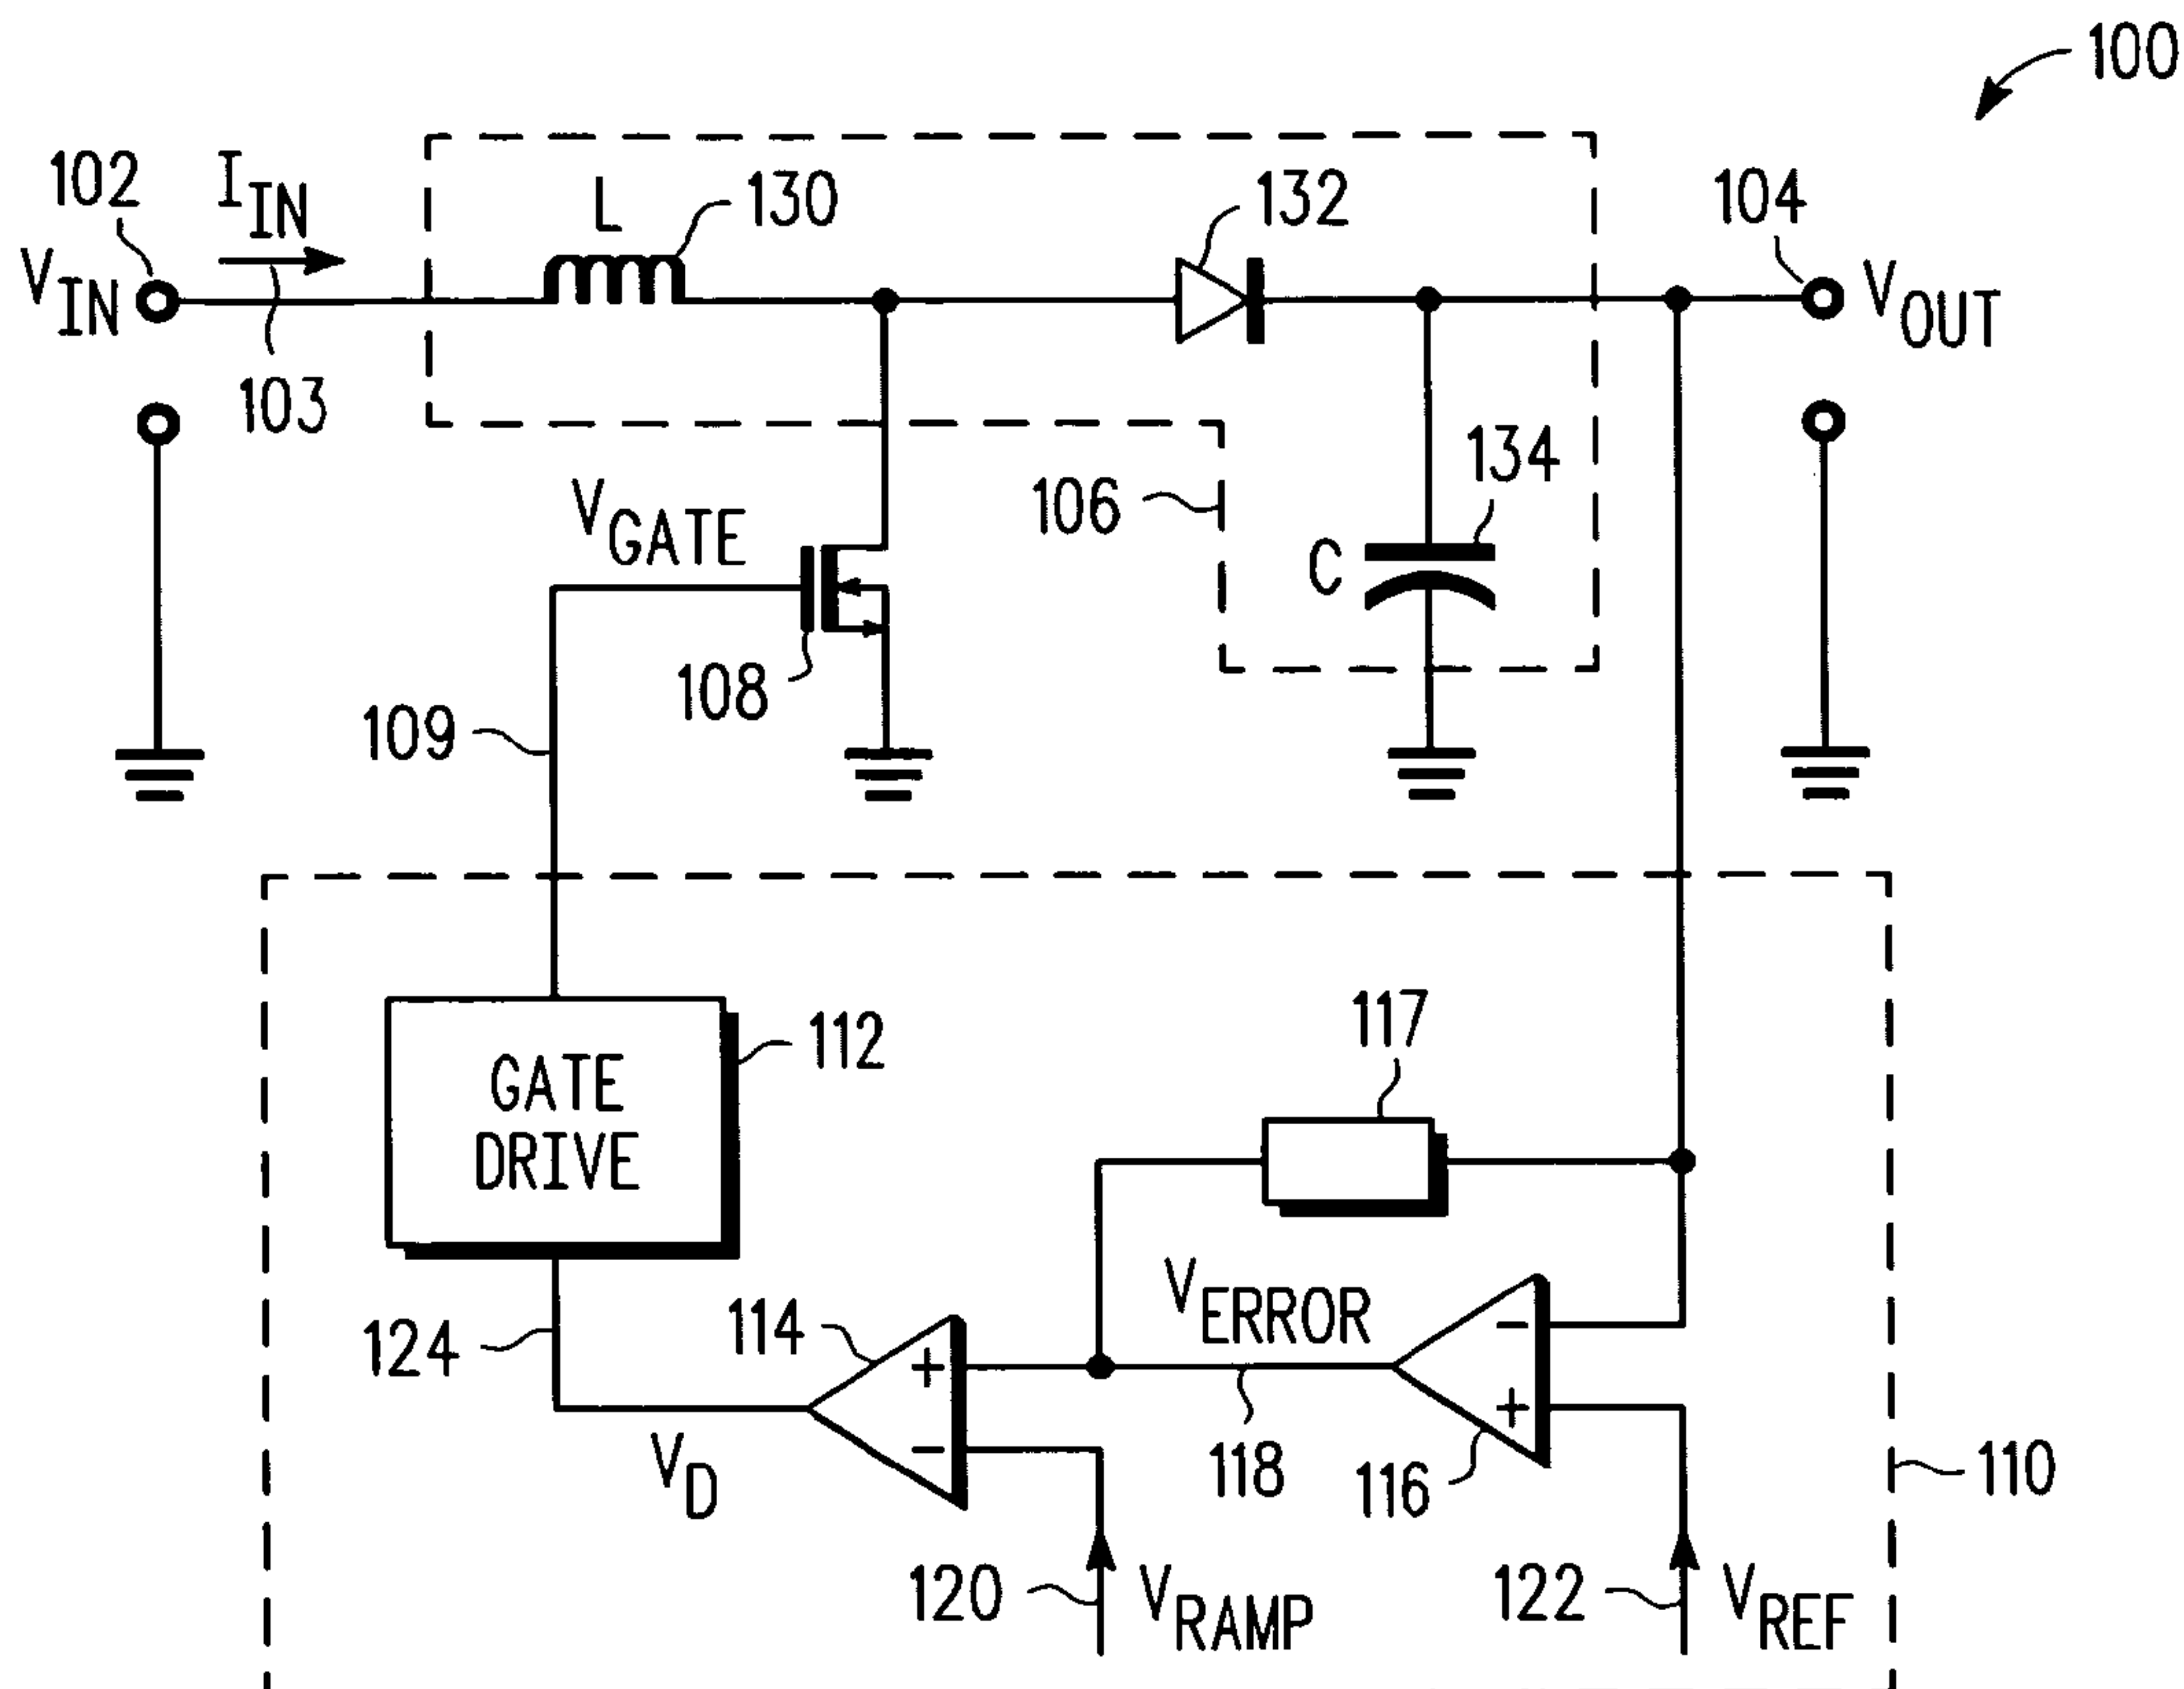 100
102
I_IN
L
130
132
104
V_IN
V_OUT
103
134
V_GATE
106
C
108
109
117
112
GATE
DRIVE
V_ERROR
114
124
118
116
110
V_D
120
V_RAMP
122
V_REF
+
−
−
+